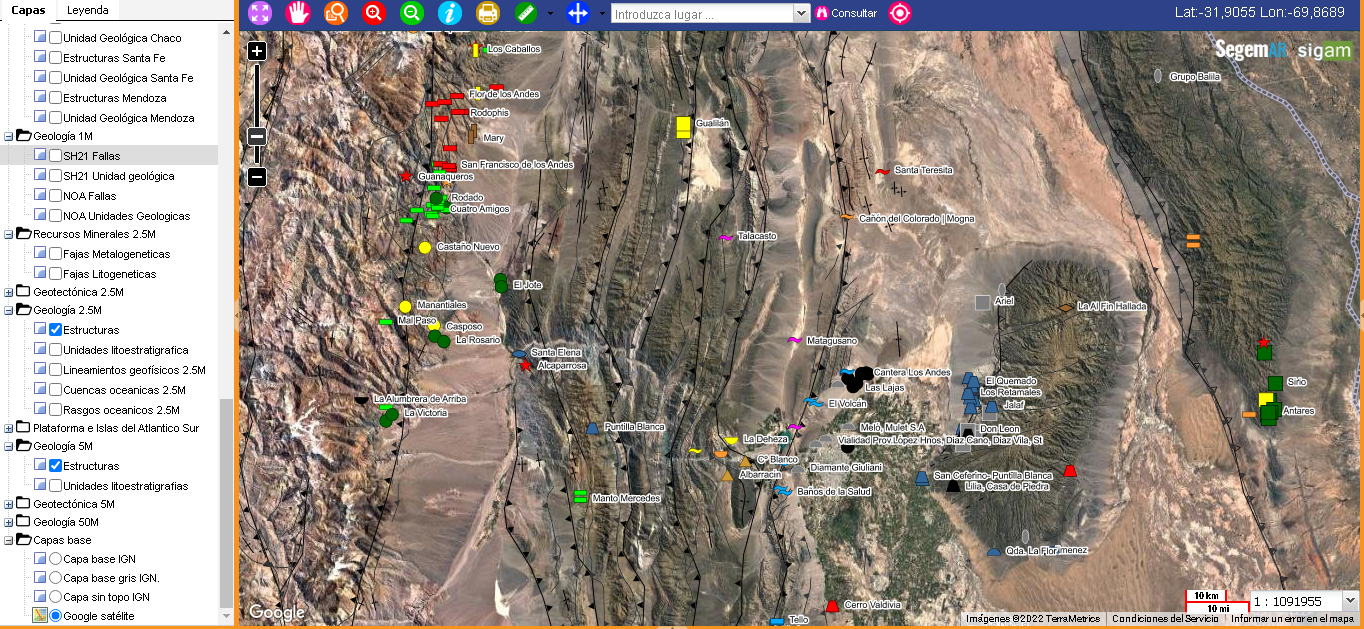 Capas
Leyenda
Unidad Geológica Chaco
Estructuras Santa Fe
Unidad Geológica Santa Fe
Estructuras Mendoza
Unidad Geológica Mendoza
Geología 1M
SH21 Fallas
SH21 Unidad geológica
NOA Fallas
NOA Unidades Geologicas
Recursos Minerales 2.5M
Fajas Metalogeneticas
Fajas Litogeneticas
Geotectónica 2.5M
Geología 2.5M
Estructuras
Unidades litoestratigrafica
Lineamientos geofísicos 2.5M
Cuencas oceanicas 2.5M
Rasgos oceanicos 2.5M
Plataforma e Islas del Atlantico Sur
Geología 5M
Estructuras
Unidades litoestratigrafias
Geotectónica 5M
Geología 50M
Capas base
Capa base IGN
Capa base gris IGN.
Capa sin topo IGN
Google satélite
Introduzca lugar ...
Consultar
Lat:-31,9055 Lon:-69,8689
SegemAR sigam
Los Caballos
Grupo Balila
Flor de los Andes
Rodophis
Gualilán
Mary
San Francisco de los Andes
Guanaqueros
Santa Teresita
Rodado
Cuatro Amigos
Cañón del Colorado | Mogna
Talacasto
Castaño Nuevo
El Jote
Ariel
La Al Fin Hallada
Manantiales
Mal Paso
Casposo
La Rosario
Matagusano
Santa Elena
Alcaparrosa
Cantera Los Andes
Las Lajas
El Quemado
Los Retamales
Siño
La Alumbrera de Arriba
La Victoria
El Volcán
Jalaf
Antares
Puntilla Blanca
Meló, Mulet S.A
Don Leon
La Deheza
Vialidad Prov.López Hnos, Diaz Cano, Díaz Vila, St
Cº Blanco
Diamante Giuliani
Albarracín
San Ceferino- Puntilla Blanca
Lilia, Casa de Piedra
Manto Mercedes
Baños de la Salud
Qda. La Flor
imenez
Cerro Valdivia
Tello
Google
10 km
10 mi
1 : 1091955
Imágenes ©2022 TerraMetrics
Condiciones del Servicio
Informar un error en el mapa